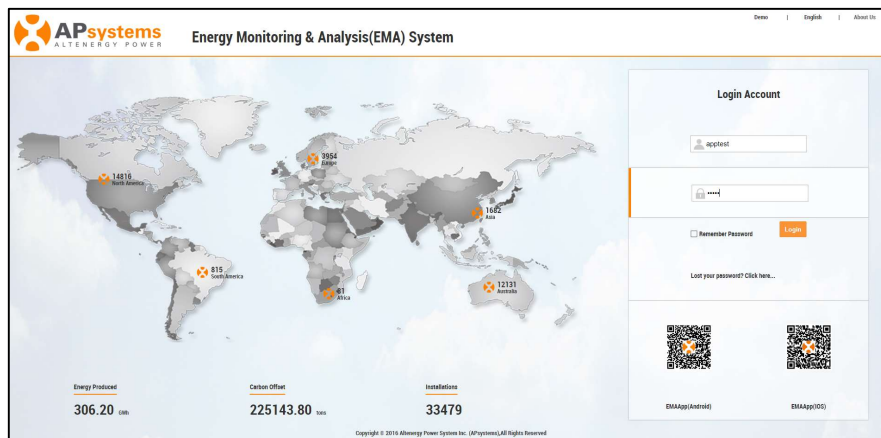 Demo | English | About Us
APsystems
ALTENERGY POWER
Energy Monitoring & Analysis(EMA) System
Login Account
apptest
•••••
Remember Password
Login
Lost your password? Click here...
14816
North America
3954
Europe
1682
Asia
815
South America
81
Africa
12131
Australia
EMAApp(Android)
EMAApp(IOS)
Energy Produced
306.20 GWh
Carbon Offset
225143.80 Tons
Installations
33479
Copyright © 2016 Altenergy Power System Inc. (APsystems),All Rights Reserved